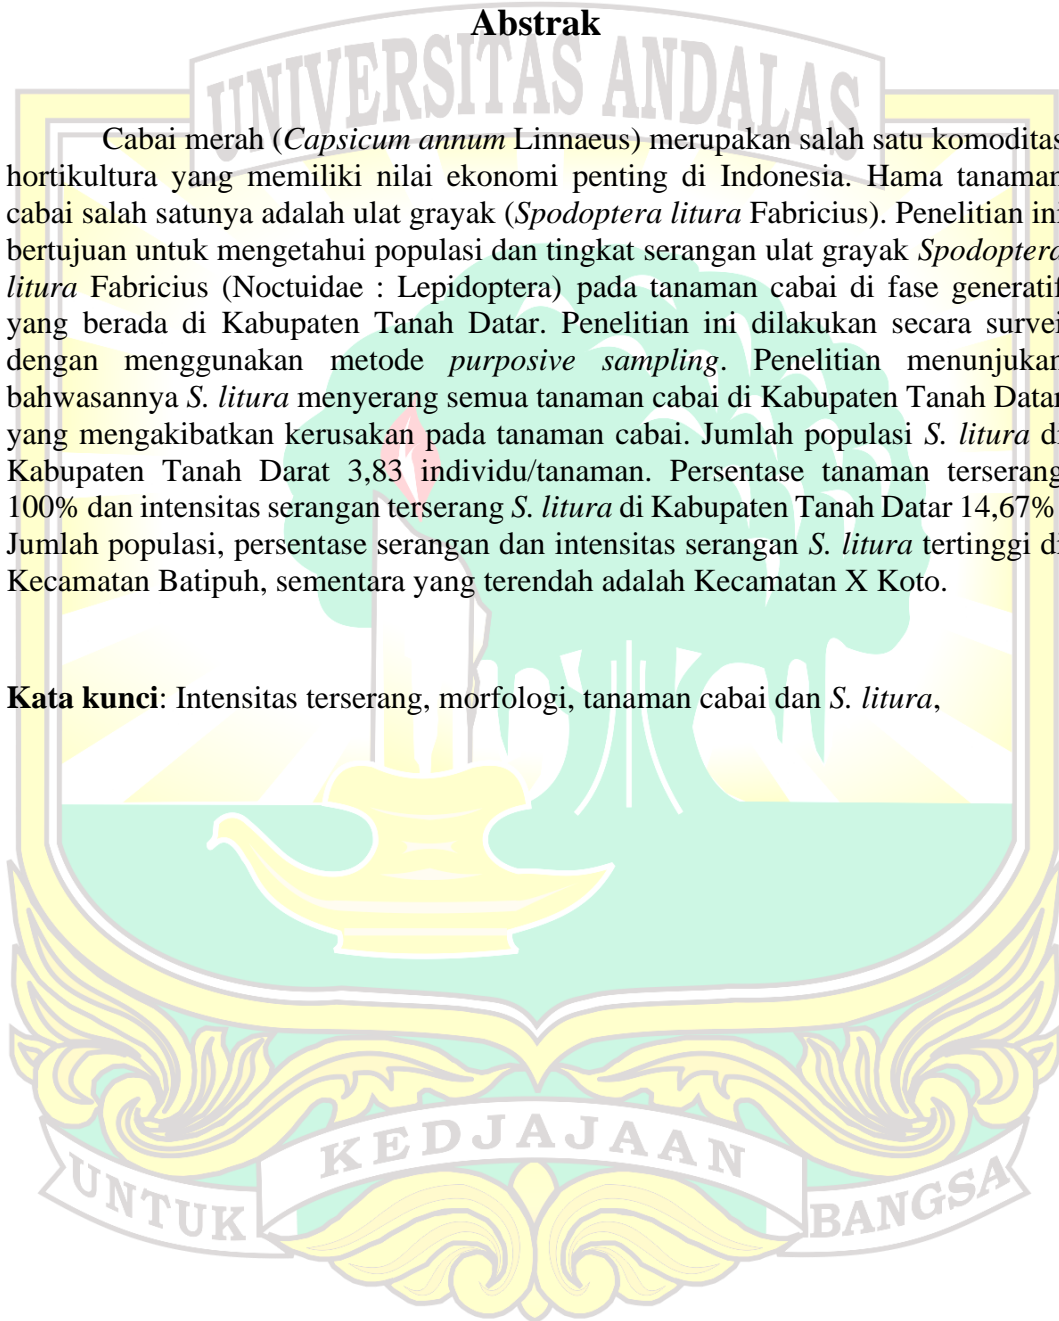 Abstrak
UNIVERSITAS ANDALAS
Cabai merah (Capsicum annum Linnaeus) merupakan salah satu komoditas
hortikultura yang memiliki nilai ekonomi penting di Indonesia. Hama tanaman
cabai salah satunya adalah ulat grayak (Spodoptera litura Fabricius). Penelitian ini
bertujuan untuk mengetahui populasi dan tingkat serangan ulat grayak Spodoptera
litura Fabricius (Noctuidae : Lepidoptera) pada tanaman cabai di fase generatif
yang berada di Kabupaten Tanah Datar. Penelitian ini dilakukan secara survei
dengan menggunakan metode purposive sampling. Penelitian menunjukan
bahwasannya S. litura menyerang semua tanaman cabai di Kabupaten Tanah Datar
yang mengakibatkan kerusakan pada tanaman cabai. Jumlah populasi S. litura di
Kabupaten Tanah Darat 3,83 individu/tanaman. Persentase tanaman terserang
100% dan intensitas serangan terserang S. litura di Kabupaten Tanah Datar 14,67%
Jumlah populasi, persentase serangan dan intensitas serangan S. litura tertinggi di
Kecamatan Batipuh, sementara yang terendah adalah Kecamatan X Koto.
Kata kunci: Intensitas terserang, morfologi, tanaman cabai dan S. litura,
UNTUK KEDJAJAAN BANGSA